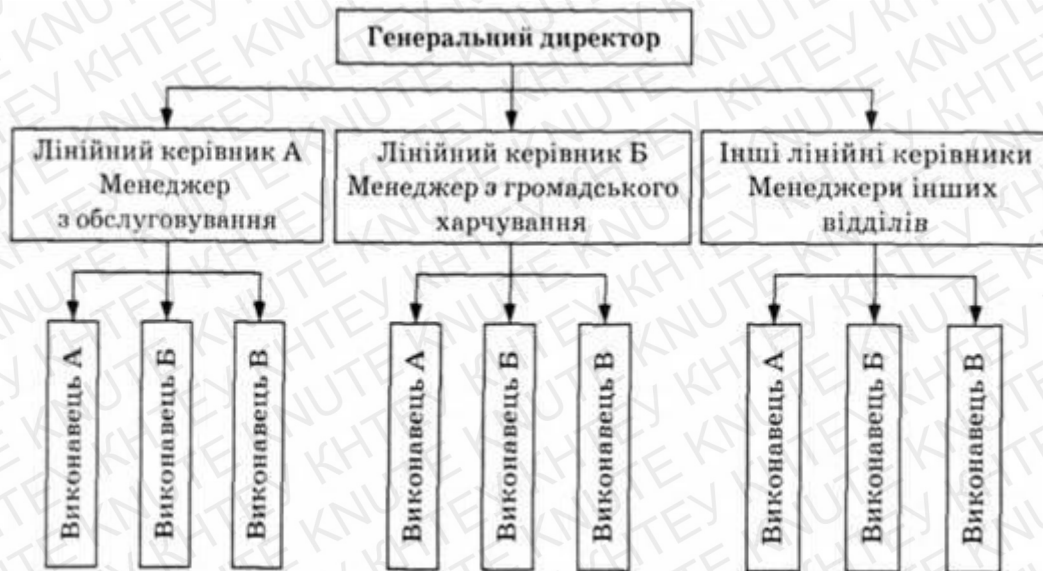 Генеральний директор
Лінійний керівник А
Менеджер
з обслуговування
Лінійний керівник Б
Менеджер з громадського
харчування
Інші лінійні керівники
Менеджери інших
відділів
Виконавець А
Виконавець Б
Виконавець В
Виконавець А
Виконавець Б
Виконавець В
Виконавець А
Виконавець Б
Виконавець В